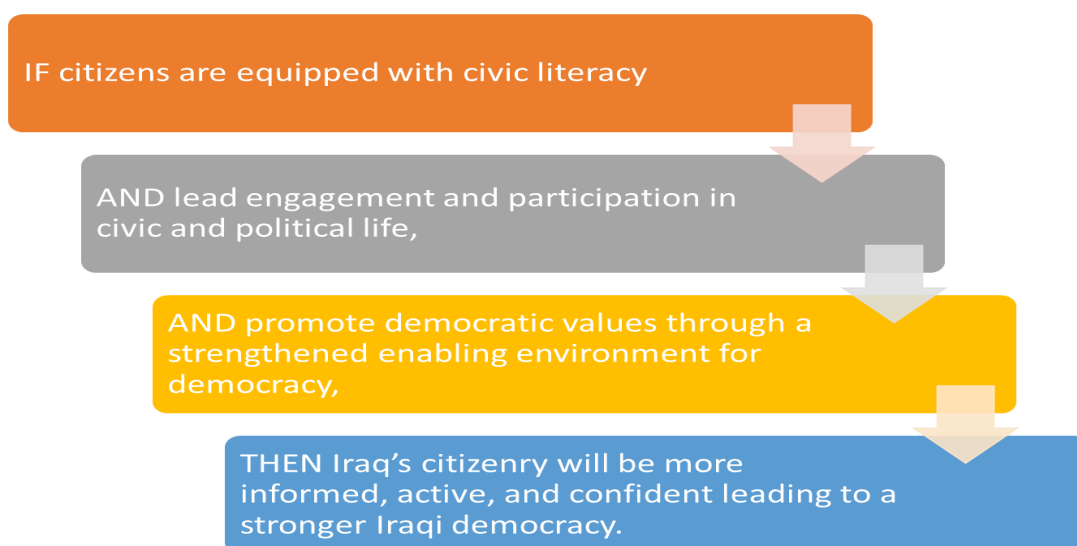 IF citizens are equipped with civic literacy
AND lead engagement and participation in
civic and political life,
AND promote democratic values through a
strengthened enabling environment for
democracy,
THEN Iraq’s citizenry will be more
informed, active, and confident leading to a
stronger Iraqi democracy.